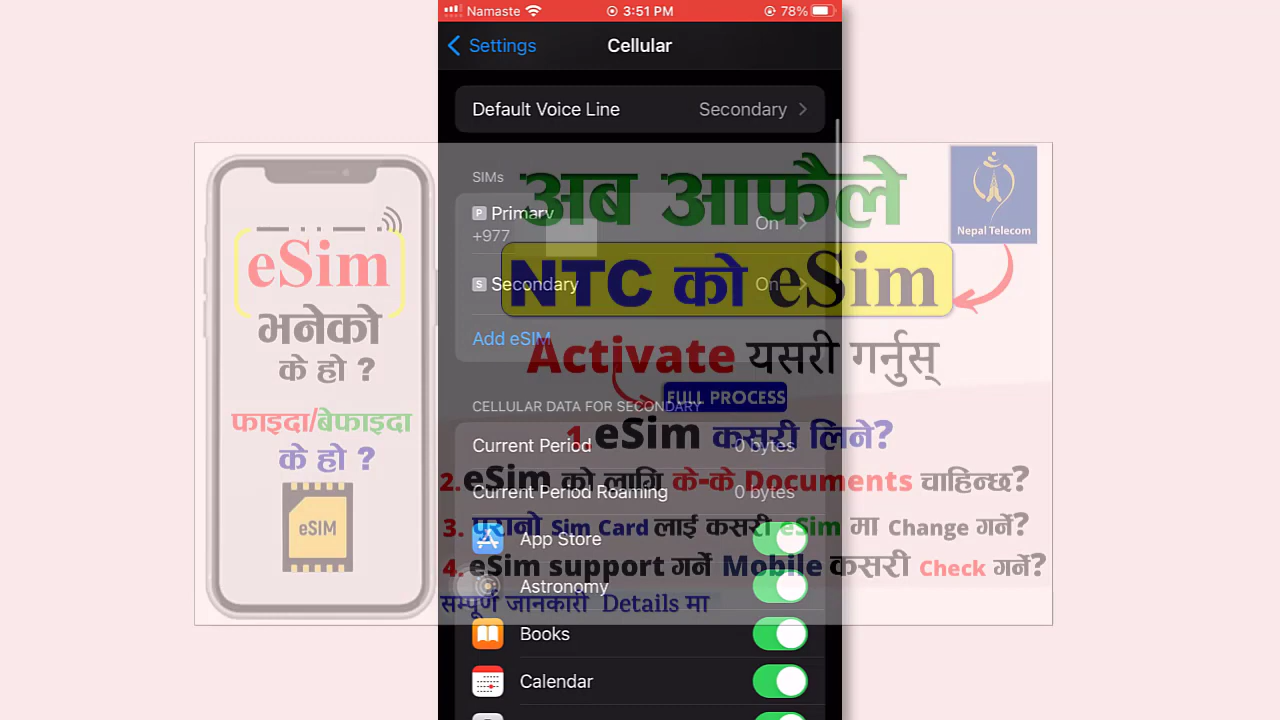 Namaste
3:51 PM
78%
Settings
Cellular
Default Voice Line
Secondary
SIMs
P Primary
+977
On
S Secondary
On
Add eSIM
CELLULAR DATA FOR SECONDARY
Current Period
0 bytes
Current Period Roaming
0 bytes
App Store
Astronomy
Books
Calendar
eSim
भनेको
के हो ?
फाइदा/बेफाइदा
के हो ?
eSIM
अब आफैले
Nepal Telecom
NTC को eSim
Activate यसरी गर्नुस्
FULL PROCESS
1. eSim कसरी लिने?
2. eSim को लागि के-के Documents चाहिन्छ?
3. पुरानो Sim Card लाई कसरी eSim मा Change गर्ने?
4. eSim support गर्ने Mobile कसरी Check गर्ने?
सम्पूर्ण जानकारी Details मा